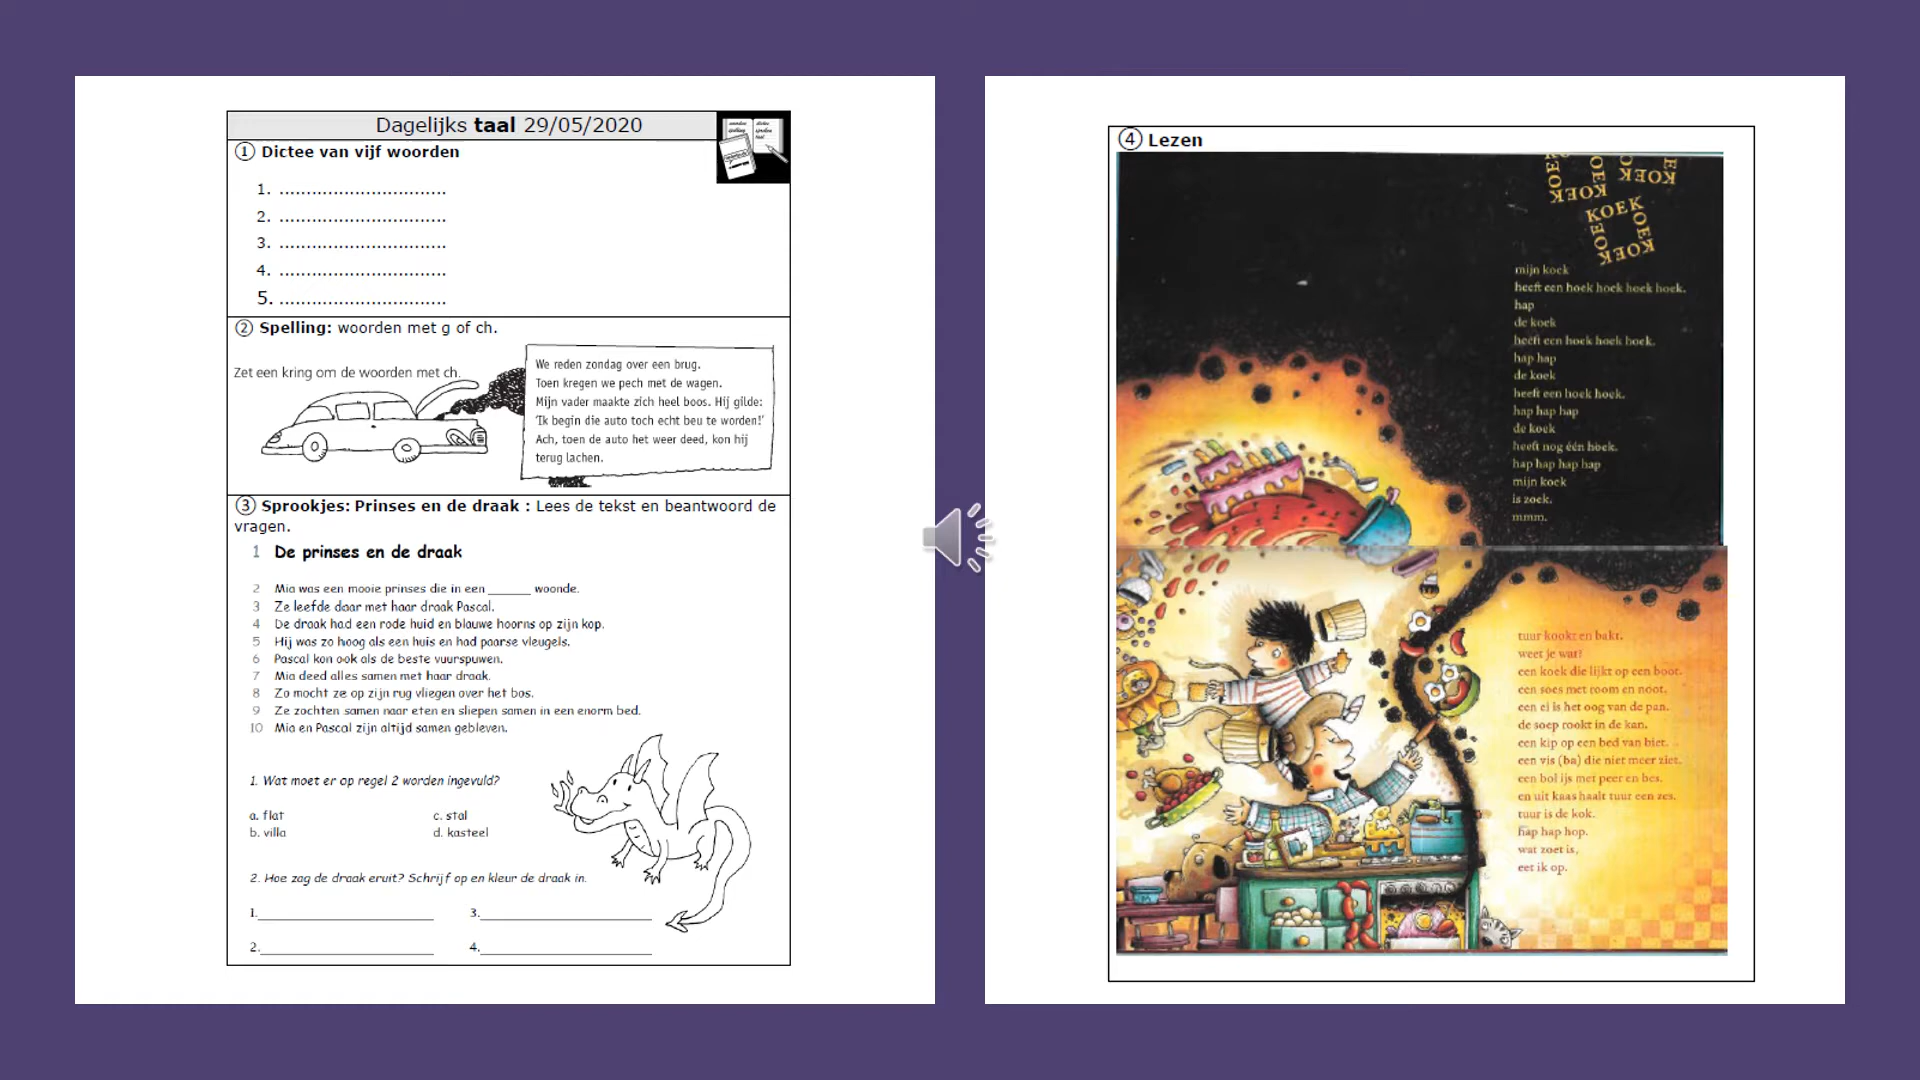 Dagelijks taal 29/05/2020
① Dictee van vijf woorden
1. ...............................
2. ...............................
3. ...............................
4. ...............................
5. ...............................
② Spelling: woorden met g of ch.
Zet een kring om de woorden met ch.
We reden zondag over een brug.
Toen kregen we pech met de wagen.
Mijn vader maakte zich heel boos. Hij gilde:
'Ik begin die auto toch echt beu te worden!'
Ach, toen de auto het weer deed, kon hij
terug lachen.
③ Sprookjes: Prinses en de draak : Lees de tekst en beantwoord de
vragen.
1 De prinses en de draak
2 Mia was een mooie prinses die in een ______ woonde.
3 Ze leefde daar met haar draak Pascal.
4 De draak had een rode huid en blauwe hoorns op zijn kop.
5 Hij was zo hoog als een huis en had paarse vleugels.
6 Pascal kon ook als de beste vuurspuwen.
7 Mia deed alles samen met haar draak.
8 Zo mocht ze op zijn rug vliegen over het bos.
9 Ze zochten samen naar eten en sliepen samen in een enorm bed.
10 Mia en Pascal zijn altijd samen gebleven.
1. Wat moet er op regel 2 worden ingevuld?
a. flat c. stal
b. villa d. kasteel
2. Hoe zag de draak eruit? Schrijf op en kleur de draak in.
1.__________ 3.__________
2.__________ 4.__________
④ Lezen
KOEK KOEK KOEK KOEK
KOEK KOEK KOEK KOEK
mijn koek
heeft een hoek hoek hoek hoek.
hap
de koek
heeft een hoek hoek hoek.
hap hap
de koek
heeft een hoek hoek.
hap hap hap
de koek
heeft nog één hoek.
hap hap hap hap
mijn koek
is zoek.
mmm.
tuur kookt en bakt.
weet je wat?
een koek die lijkt op een boot.
een soes met room en noot.
een ei is het oog van de pan.
de soep rookt in de kan.
een kip op een bed van biet.
een vis (ba) die niet meer ziet.
een bol ijs met peer en bes.
en uit kaas haalt tuur een zes.
tuur is de kok.
hap hap hop.
wat zoet is,
eet ik op.